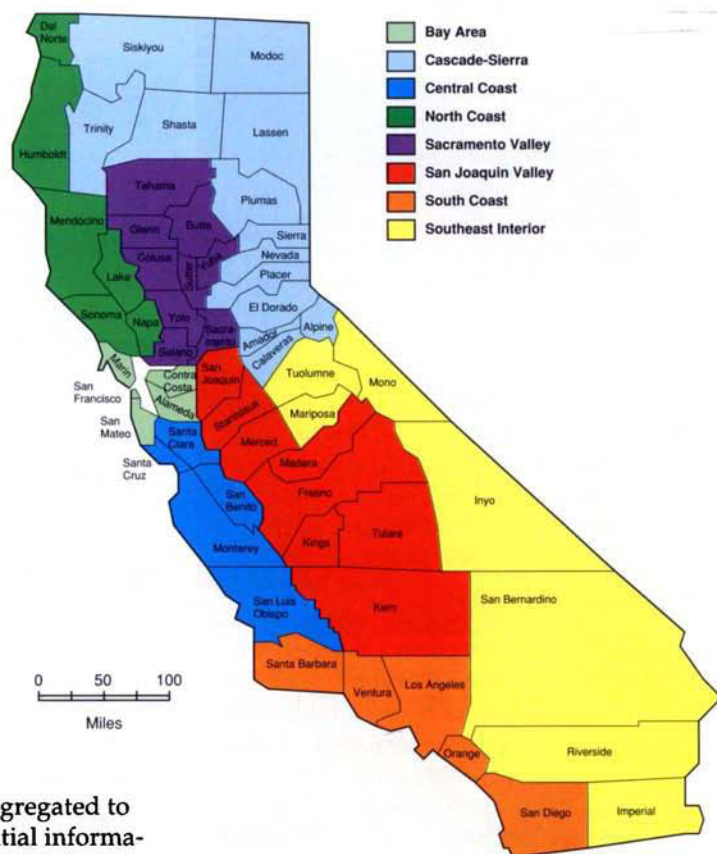 Del
Norte
Siskiyou
Modoc
Trinity
Shasta
Lassen
Humboldt
Tehama
Plumas
Mendocino
Glenn
Butte
Sierra
Colusa
Sutter
Yuba
Nevada
Placer
Lake
El Dorado
Sonoma
Napa
Yolo
Sacra-
mento
Amador
Alpine
Solano
Calaveras
Marin
Contra
Costa
San
Joaquin
Tuolumne
Mono
San
Francisco
Alameda
Stanislaus
Mariposa
San
Mateo
Santa
Clara
Merced
Santa
Cruz
Madera
San
Benito
Fresno
Inyo
Monterey
Kings
Tulare
San Luis
Obispo
Kern
San Bernardino
Santa Barbara
Ventura
Los Angeles
Orange
Riverside
San Diego
Imperial
Bay Area
Cascade-Sierra
Central Coast
North Coast
Sacramento Valley
San Joaquin Valley
South Coast
Southeast Interior
0 50 100
Miles
gregated to
tial informa-